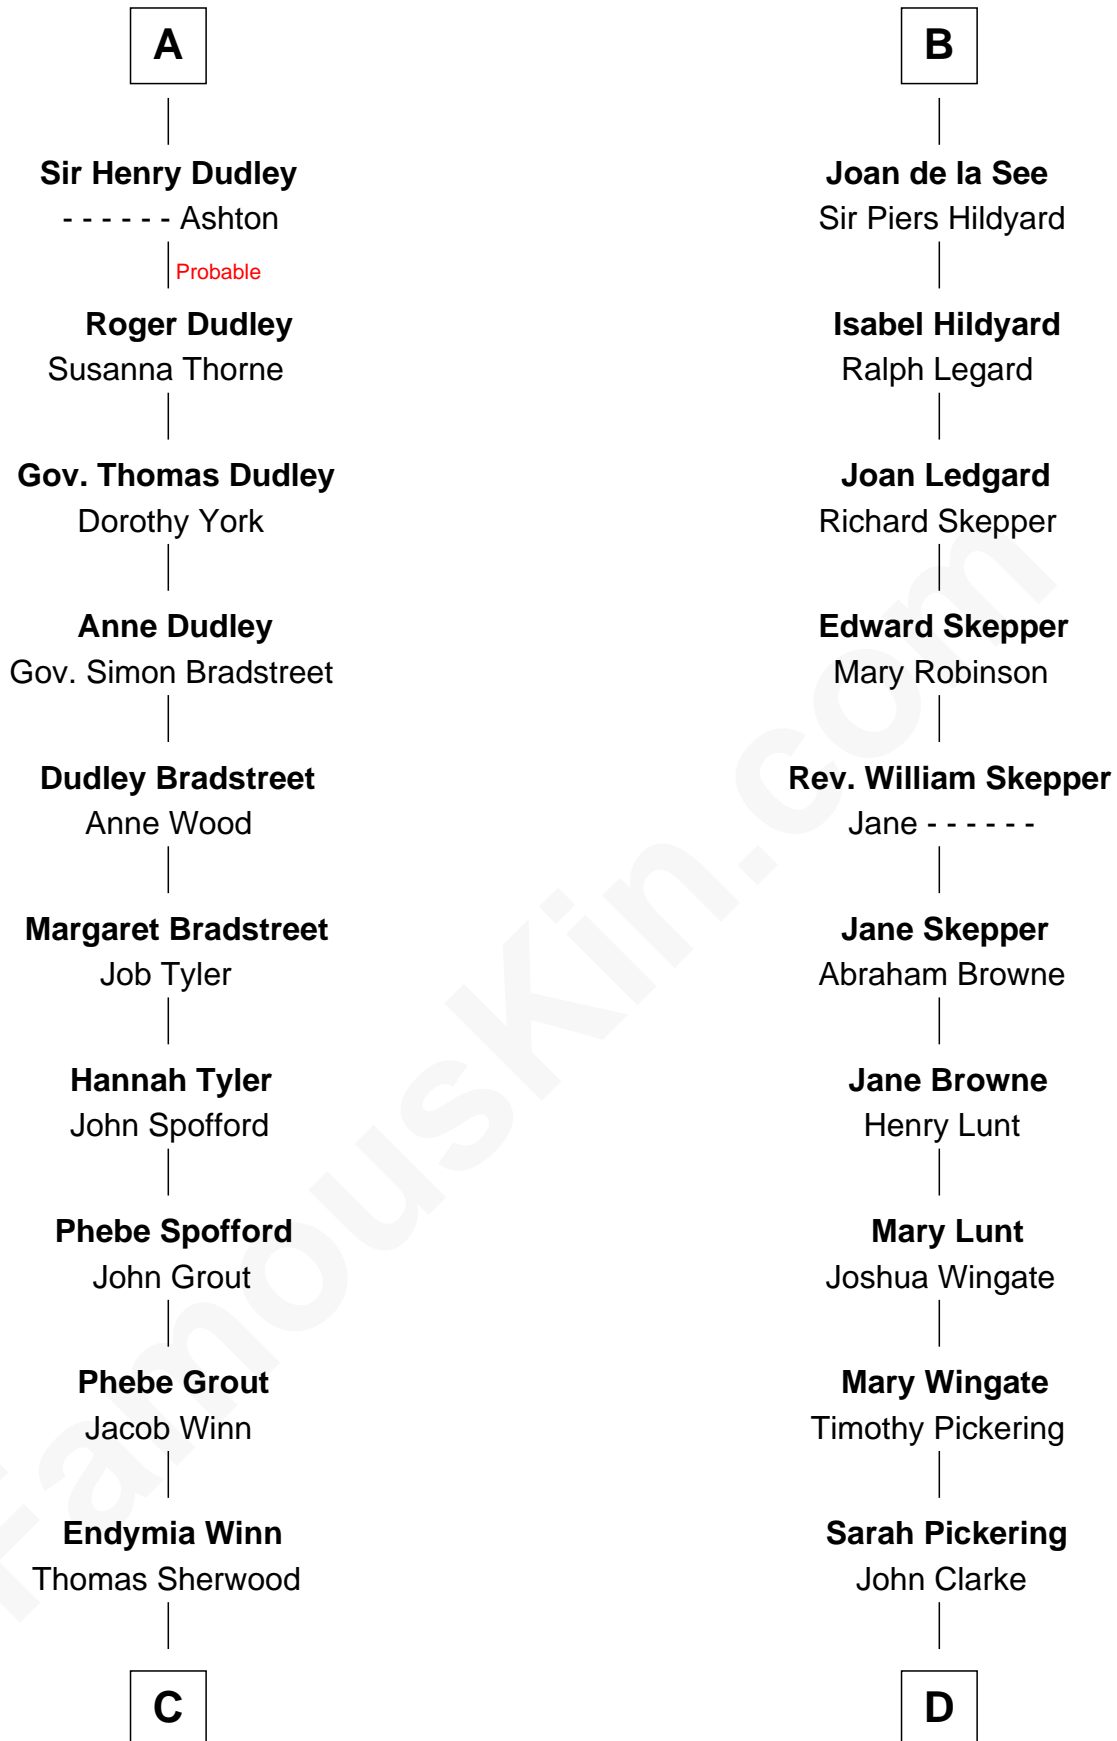 A
Sir Henry Dudley
- - - - - - Ashton
Probable
Roger Dudley
Susanna Thorne
Gov. Thomas Dudley
Dorothy York
Anne Dudley
Gov. Simon Bradstreet
Dudley Bradstreet
Anne Wood
Margaret Bradstreet
Job Tyler
Hannah Tyler
John Spofford
Phebe Spofford
John Grout
Phebe Grout
Jacob Winn
Endymia Winn
Thomas Sherwood
C
B
Joan de la See
Sir Piers Hildyard
Isabel Hildyard
Ralph Legard
Joan Ledgard
Richard Skepper
Edward Skepper
Mary Robinson
Rev. William Skepper
Jane - - - - - -
Jane Skepper
Abraham Browne
Jane Browne
Henry Lunt
Mary Lunt
Joshua Wingate
Mary Wingate
Timothy Pickering
Sarah Pickering
John Clarke
D
FamousKin.com